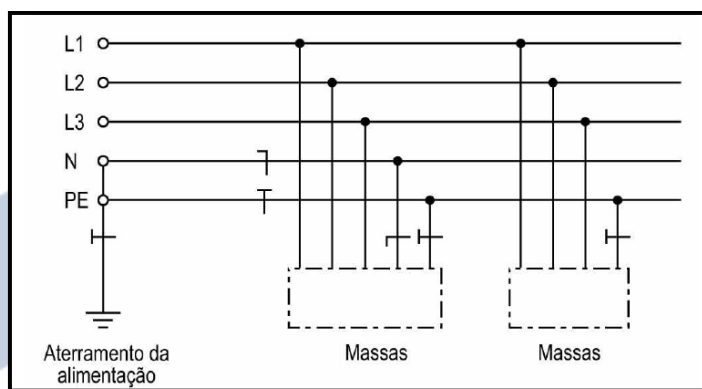 L1
L2
L3
N
PE
Aterramento da
alimentação
Massas
Massas